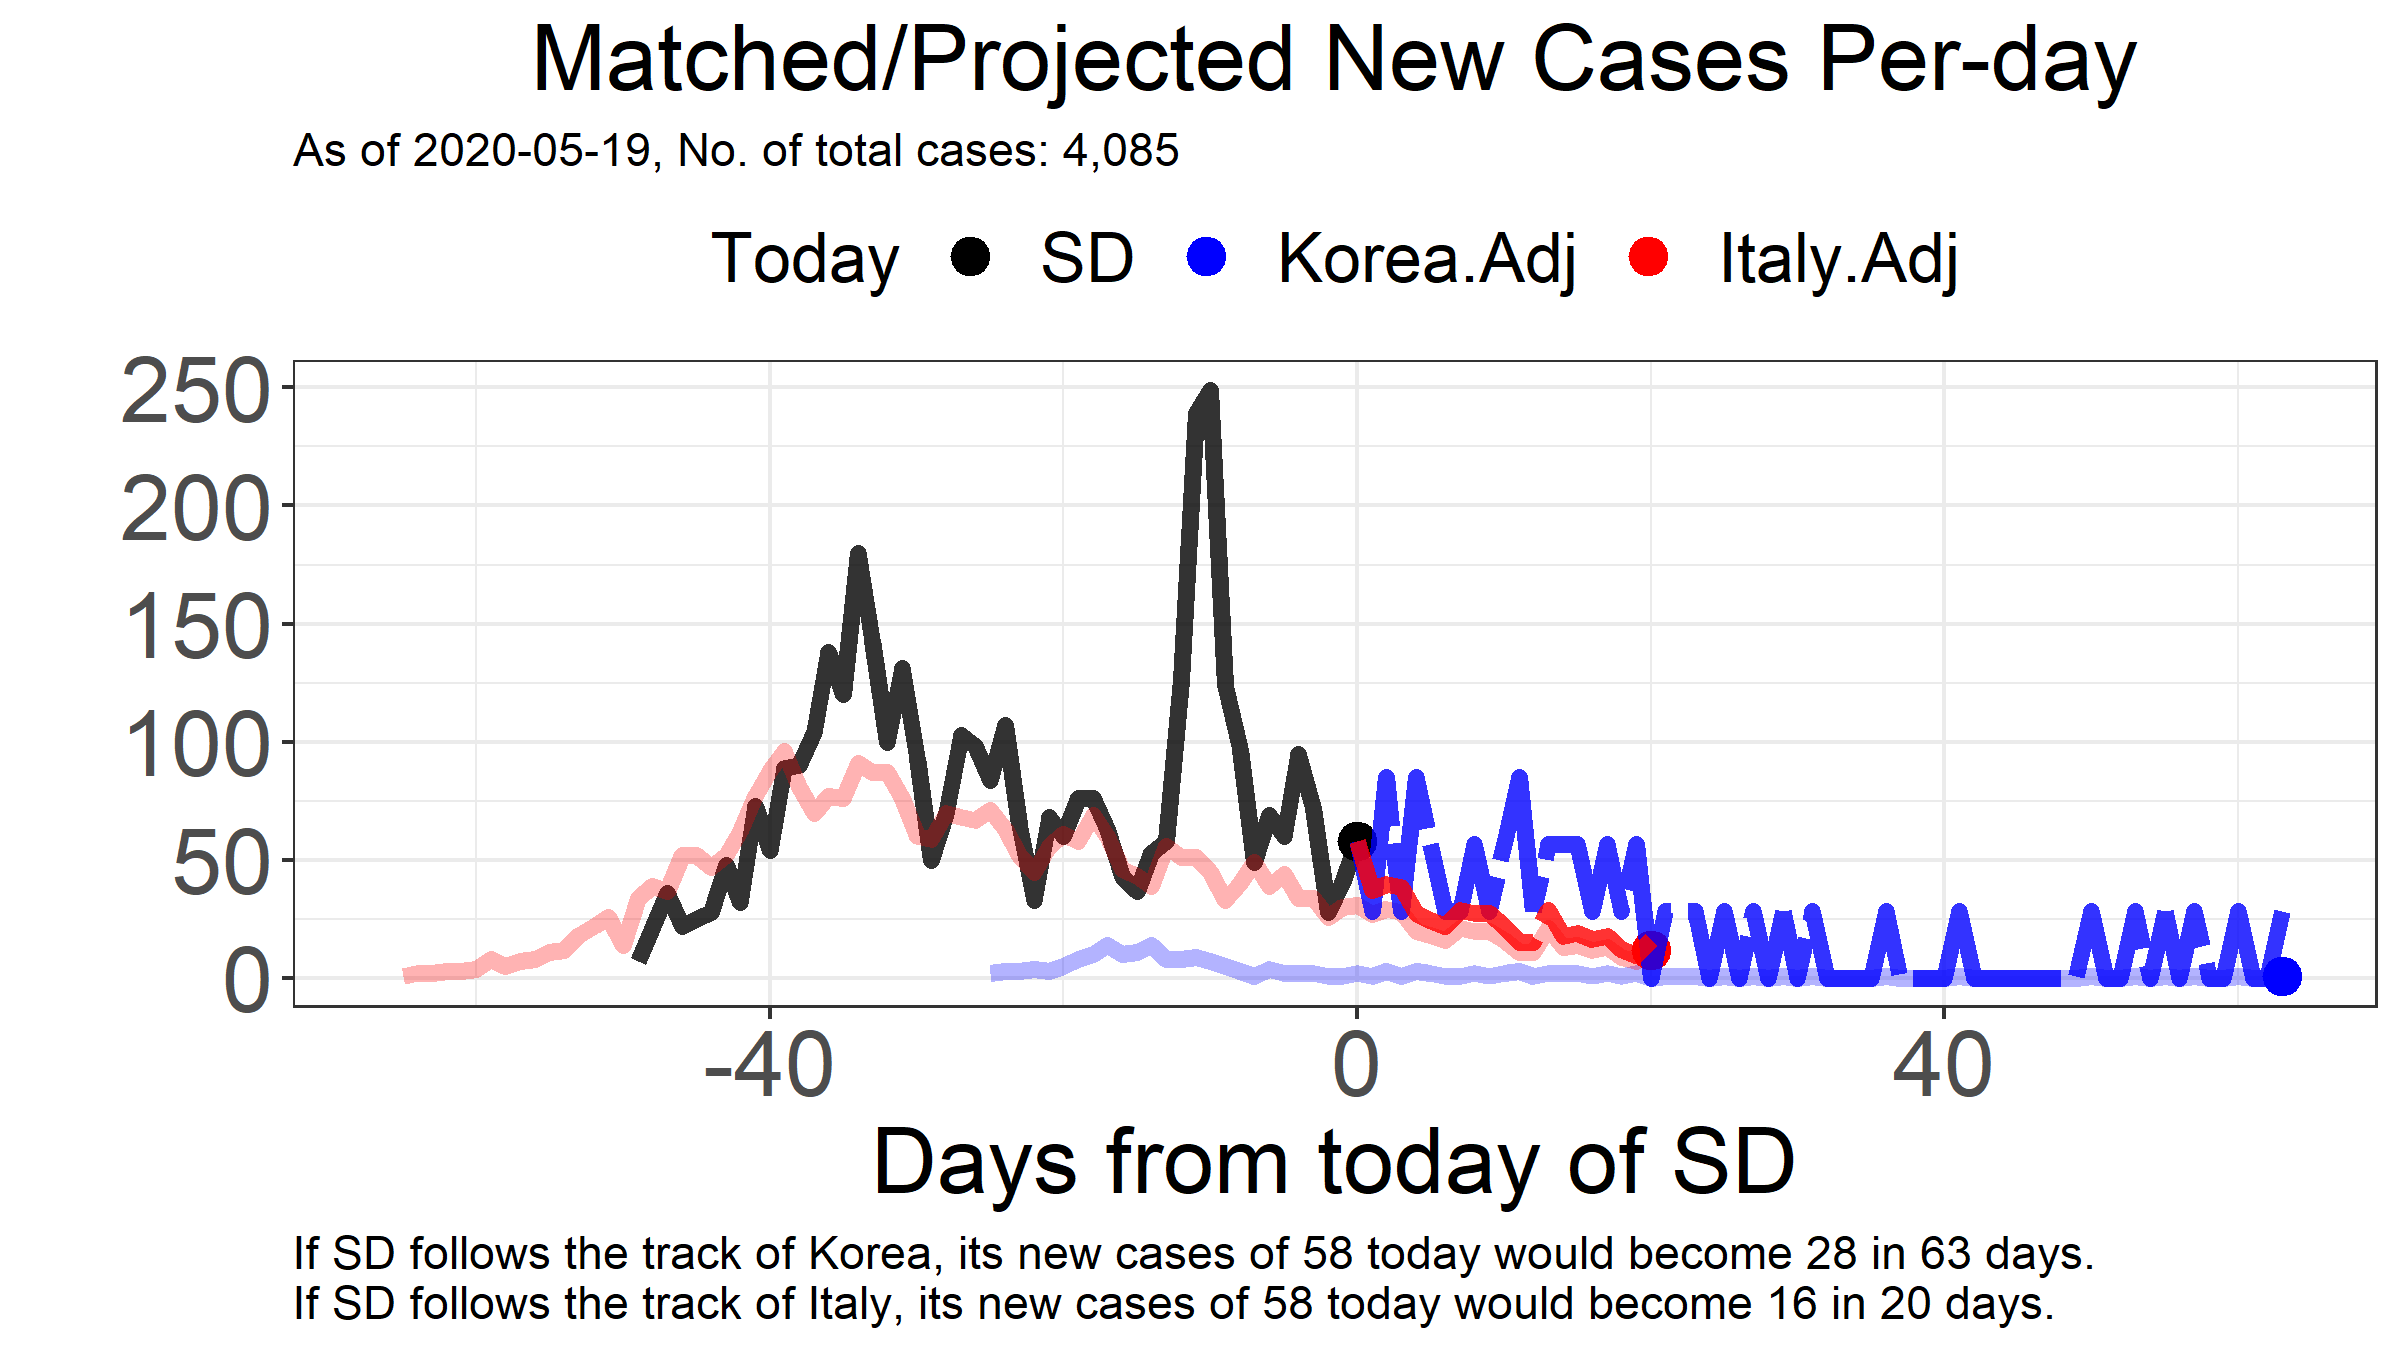 Matched/Projected New Cases Per-day
As of 2020-05-19, No. of total cases: 4,085
Today SD Korea.Adj Italy.Adj
250
200
150
100
50
0
-40 0 40
Days from today of SD
If SD follows the track of Korea, its new cases of 58 today would become 28 in 63 days.
If SD follows the track of Italy, its new cases of 58 today would become 16 in 20 days.